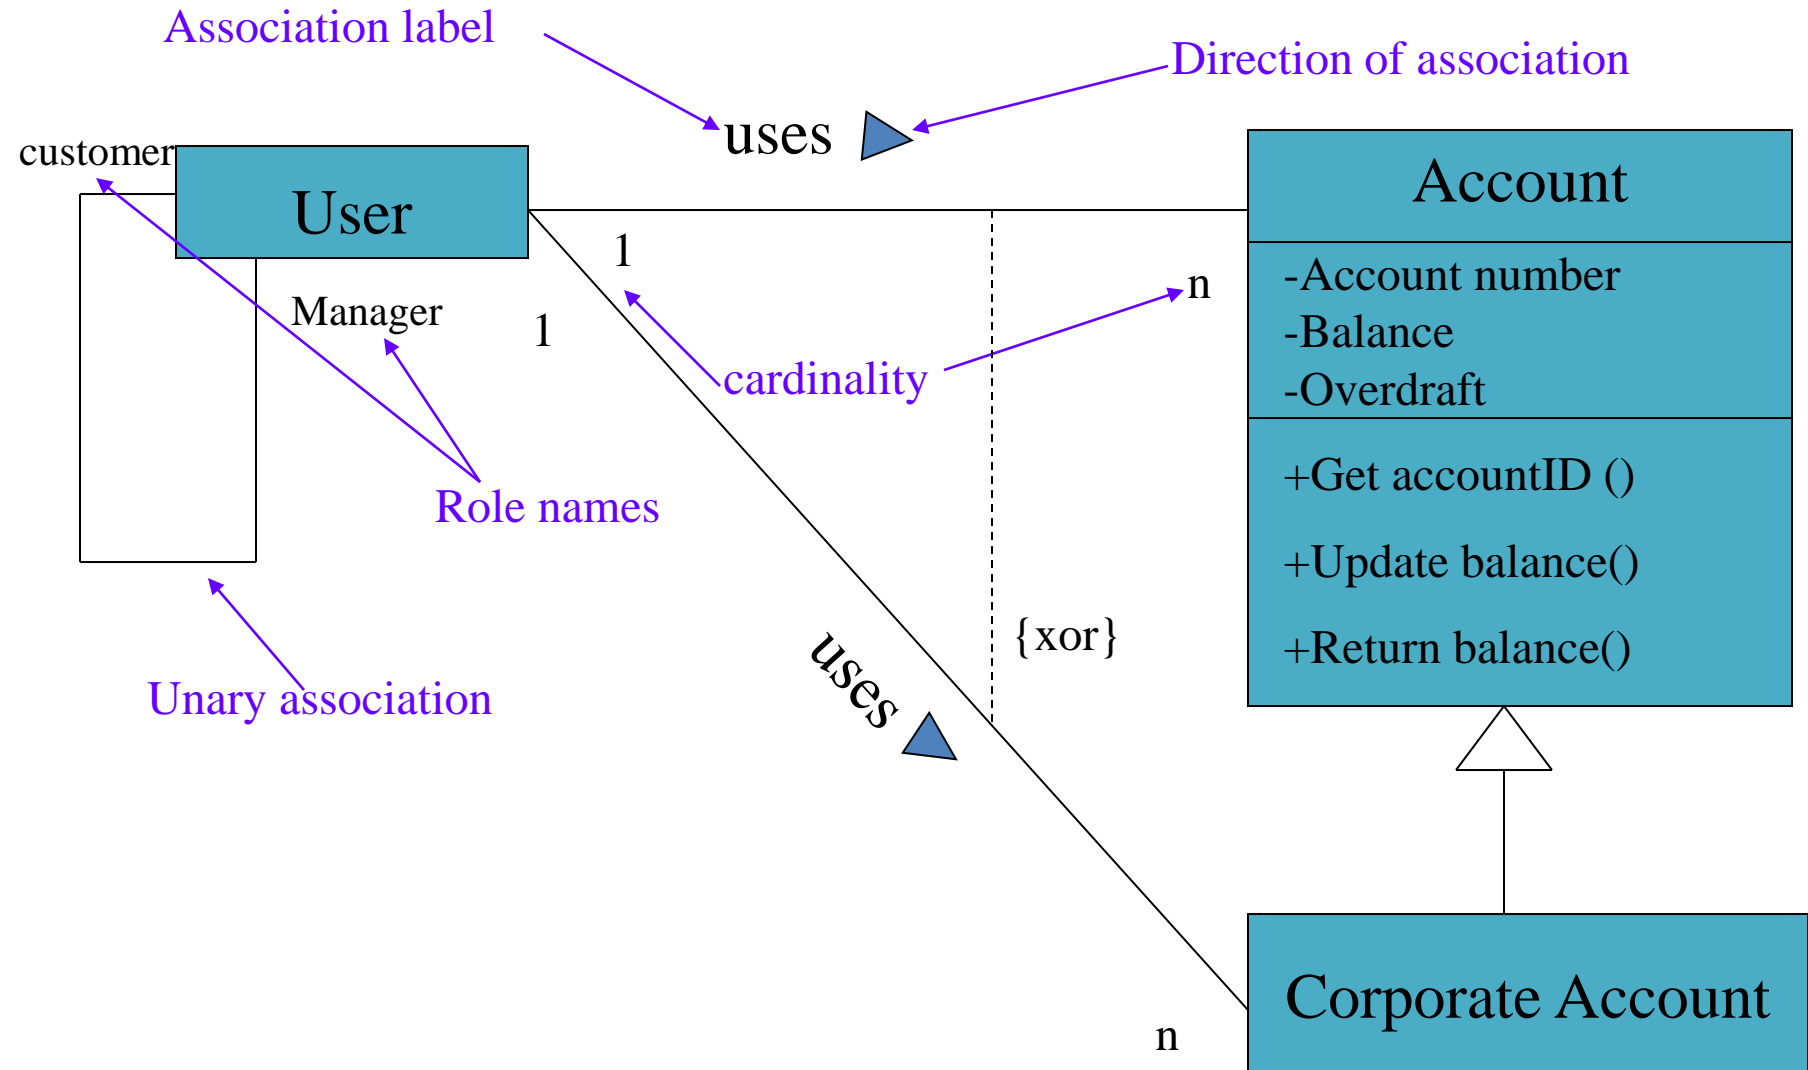 Association label
Direction of association
uses
customer
User
Account
1
n
-Account number
-Balance
-Overdraft
Manager
1
cardinality
+Get accountID ()
Role names
+Update balance()
{xor}
+Return balance()
uses
Unary association
Corporate Account
n